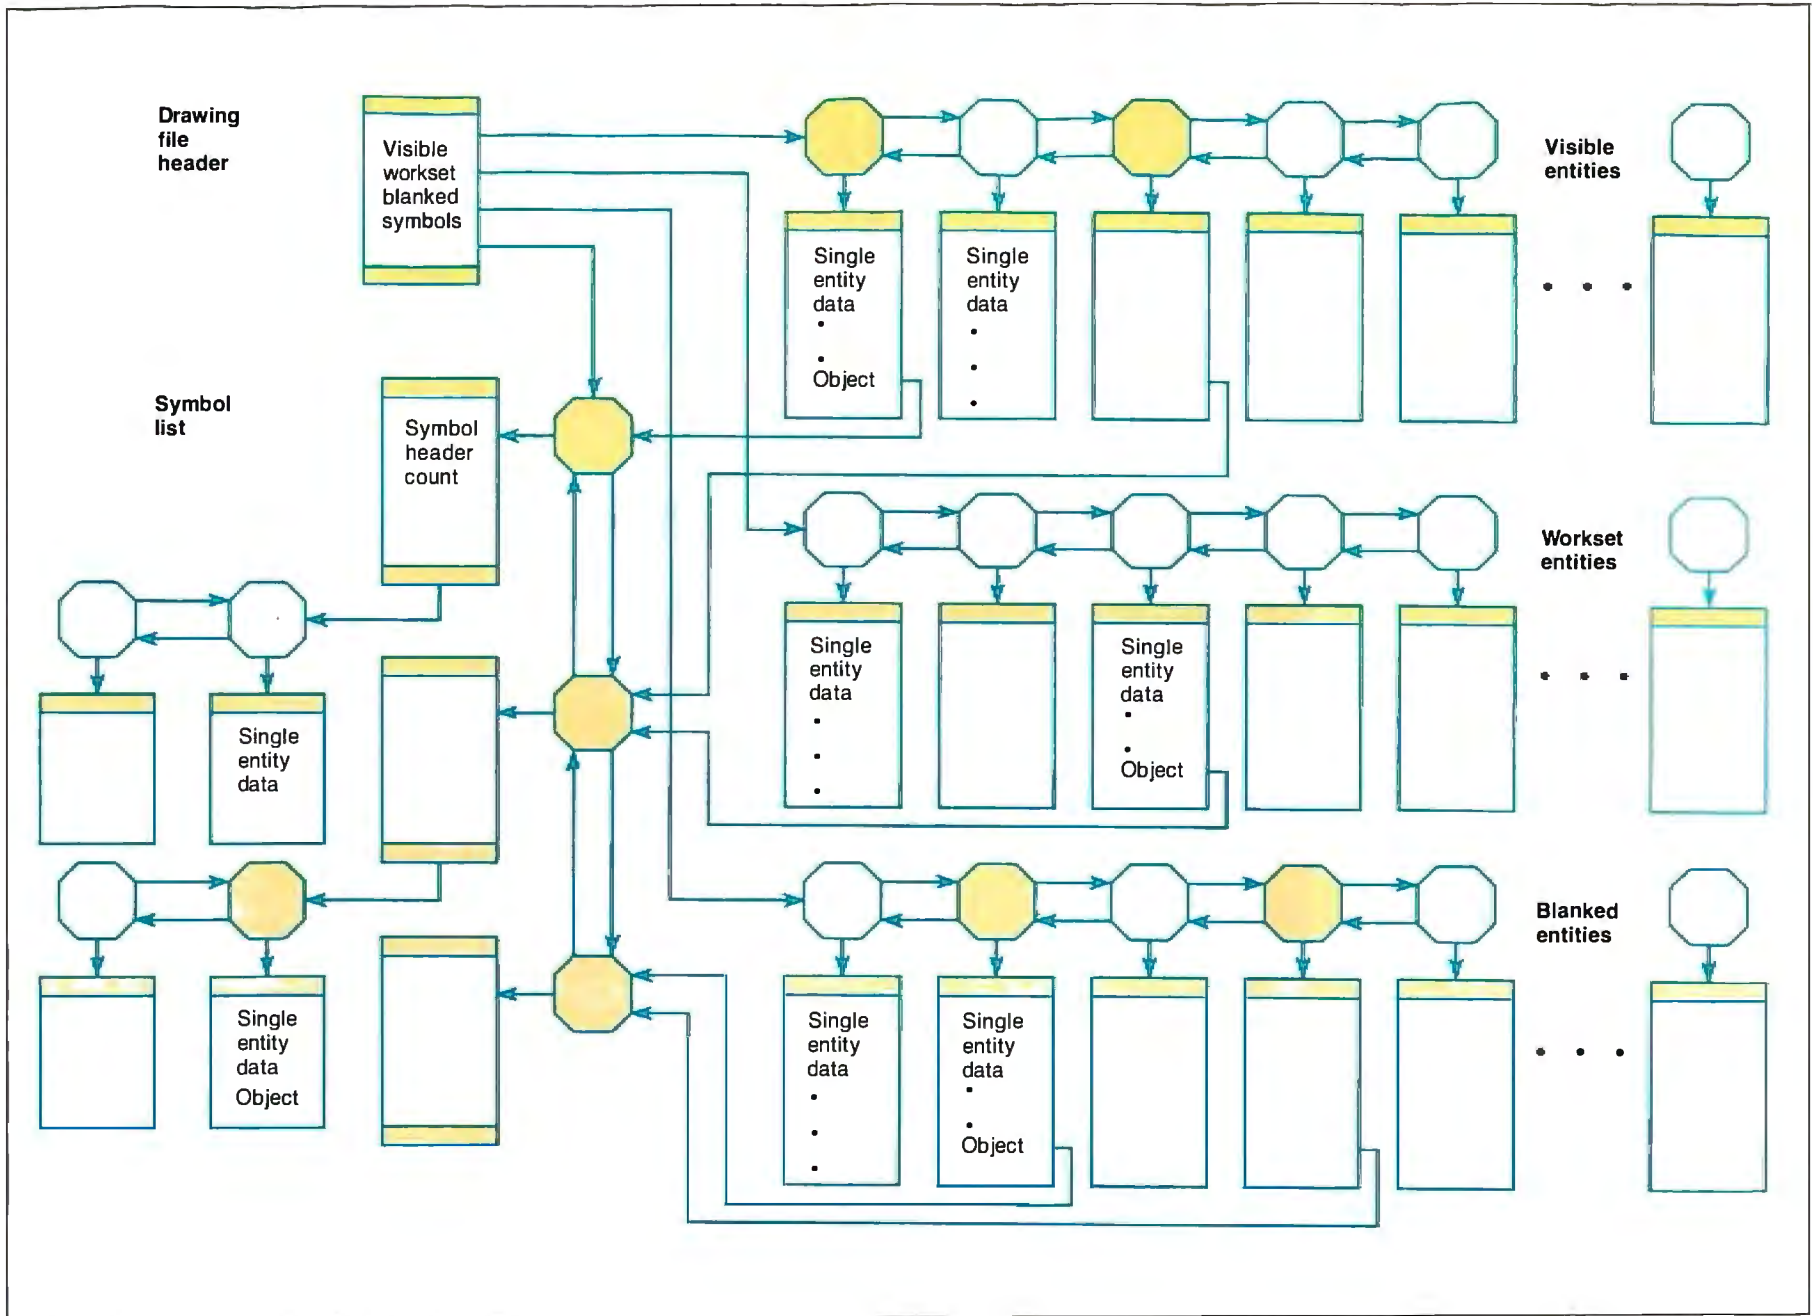 Drawing
file
header
Visible
workset
blanked
symbols
Single
entity
data
Object
Single
entity
data
Visible
entities
Symbol
list
Symbol
header
count
Workset
entities
Single
entity
data
Single
entity
data
Object
Single
entity
data
Blanked
entities
Single
entity
data
Object
Single
entity
data
Single
entity
data
Object